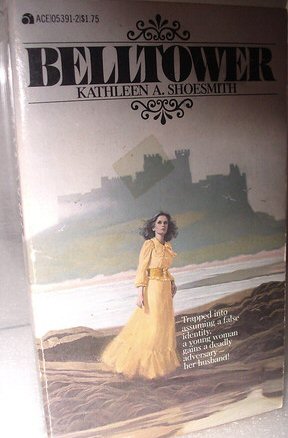 ACE 05391-2 $1.75
BELLTOWER
KATHLEEN A. SHOESMITH
Trapped into
assuming a false
identity,
a young woman
gains a deadly
adversary—
her husband!